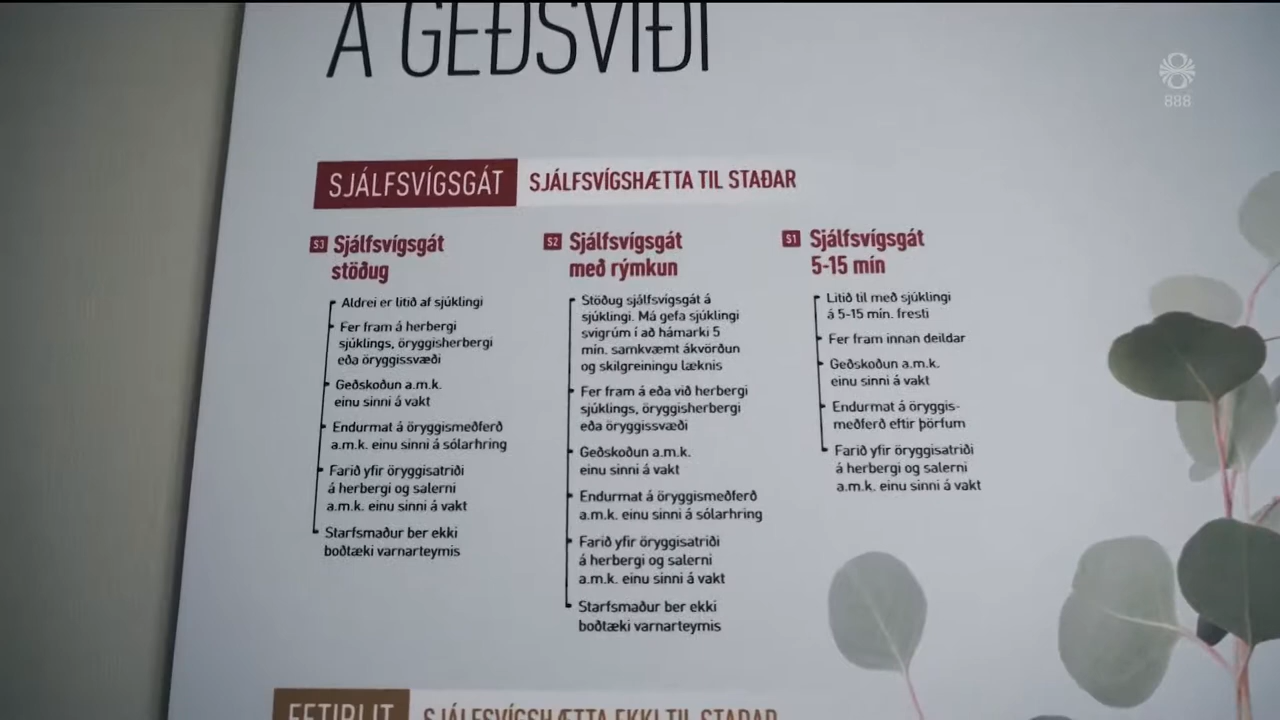 Á GEÐSVIÐI
888
SJÁLFSVÍGSGÁT
SJÁLFSVÍGSHÆTTA TIL STAÐAR
S3 Sjálfsvígsgát
stöðug
Aldrei er litið af sjúklingi
Fer fram á herbergi
sjúklings, öryggisherbergi
eða öryggissvæði
Geðskoðun a.m.k.
einu sinni á vakt
Endurmat á öryggismeðferð
a.m.k. einu sinni á sólarhring
Farið yfir öryggisatriði
á herbergi og salerni
a.m.k. einu sinni á vakt
Starfsmaður ber ekki
boðtæki varnarteymis
S2 Sjálfsvígsgát
með rýmkun
Stöðug sjálfsvígsgát á
sjúklingi. Má gefa sjúklingi
svigrúm í að hámarki 5
mín. samkvæmt ákvörðun
og skilgreiningu læknis
Fer fram á eða við herbergi
sjúklings, öryggisherbergi
eða öryggissvæði
Geðskoðun a.m.k.
einu sinni á vakt
Endurmat á öryggismeðferð
a.m.k. einu sinni á sólarhring
Farið yfir öryggisatriði
á herbergi og salerni
a.m.k. einu sinni á vakt
Starfsmaður ber ekki
boðtæki varnarteymis
S1 Sjálfsvígsgát
5-15 mín
Litið til með sjúklingi
á 5-15 mín. fresti
Fer fram innan deildar
Geðskoðun a.m.k.
einu sinni á vakt
Endurmat á öryggis-
meðferð eftir þörfum
Farið yfir öryggisatriði
á herbergi og salerni
a.m.k. einu sinni á vakt
EFTIRLIT
SJÁLFSVÍGSHÆTTA EKKI TIL STAÐAR